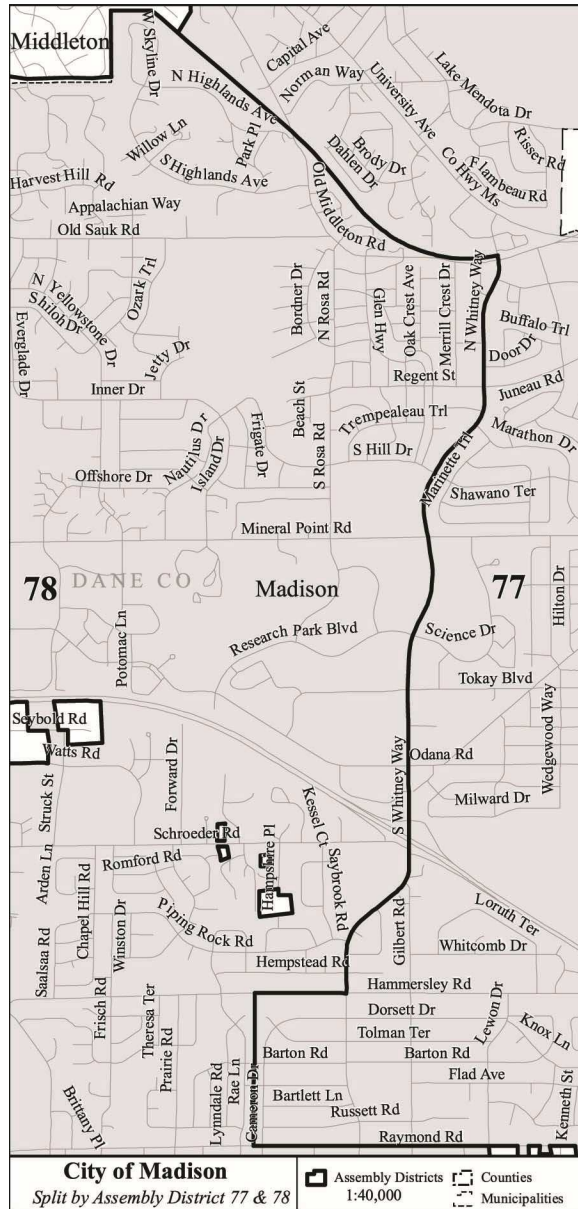 Middleton
W Skyline Dr
Capital Ave
Lake Mendota Dr
N Highlands Ave
Norman Way
University Ave
Willow Ln
Park Pl
S Highlands Ave
Brody Dr
Dahlen Dr
Risser Rd
Flambeau Rd
Co Hwy Ms
Harvest Hill Rd
Appalachian Way
Old Sauk Rd
Old Middleton Rd
N Yellowstone Dr
Shiloh Dr
Ozark Trl
Everglade Dr
Jetty Dr
Inner Dr
Bordner Dr
N Rosa Rd
Glen Hwy
Oak Crest Ave
Merrill Crest Dr
N Whitney Way
Buffalo Trl
Door Dr
Regent St
Juneau Rd
Beach St
Trempealeau Trl
Marathon Dr
Nautilus Dr
Island Dr
Frigate Dr
S Rosa Rd
S Hill Dr
Marinette Trl
Offshore Dr
Shawano Ter
Mineral Point Rd
78
DANE CO
Madison
77
Hilton Dr
Potomac Ln
Research Park Blvd
Science Dr
Tokay Blvd
Seybold Rd
Watts Rd
Wedgewood Way
Odana Rd
S Whitney Way
Milward Dr
Struck St
Forward Dr
Schroeder Rd
Kessel Ct
Arden Ln
Romford Rd
Hampshire Pl
Saybrook Rd
Chapel Hill Rd
Winston Dr
Piping Rock Rd
Gilbert Rd
Loruth Ter
Whitcomb Dr
Saalsaa Rd
Hempstead Rd
Hammersley Rd
Frisch Rd
Theresa Ter
Prairie Rd
Dorsett Dr
Tolman Ter
Lewon Dr
Knox Ln
Barton Rd
Barton Rd
Flad Ave
Kenneth St
Brittany Pl
Lynndale Rd
Rae Ln
Cameron Dr
Bartlett Ln
Russett Rd
Raymond Rd
City of Madison
Split by Assembly District 77 & 78
Assembly Districts
1:40,000
Counties
Municipalities